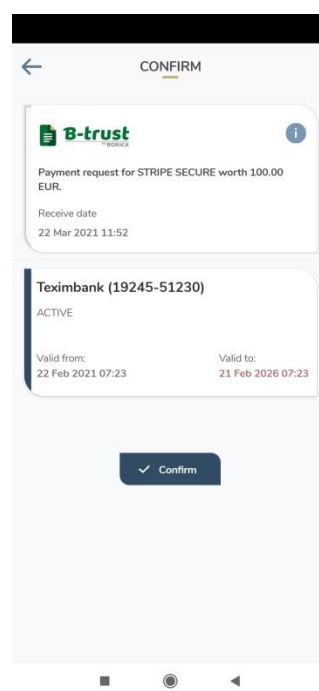 CONFIRM
B-trust
by BORICA
Payment request for STRIPE SECURE worth 100.00
EUR.
Receive date
22 Mar 2021 11:52
Teximbank (19245-51230)
ACTIVE
Valid from:
Valid to:
22 Feb 2021 07:23
21 Feb 2026 07:23
Confirm